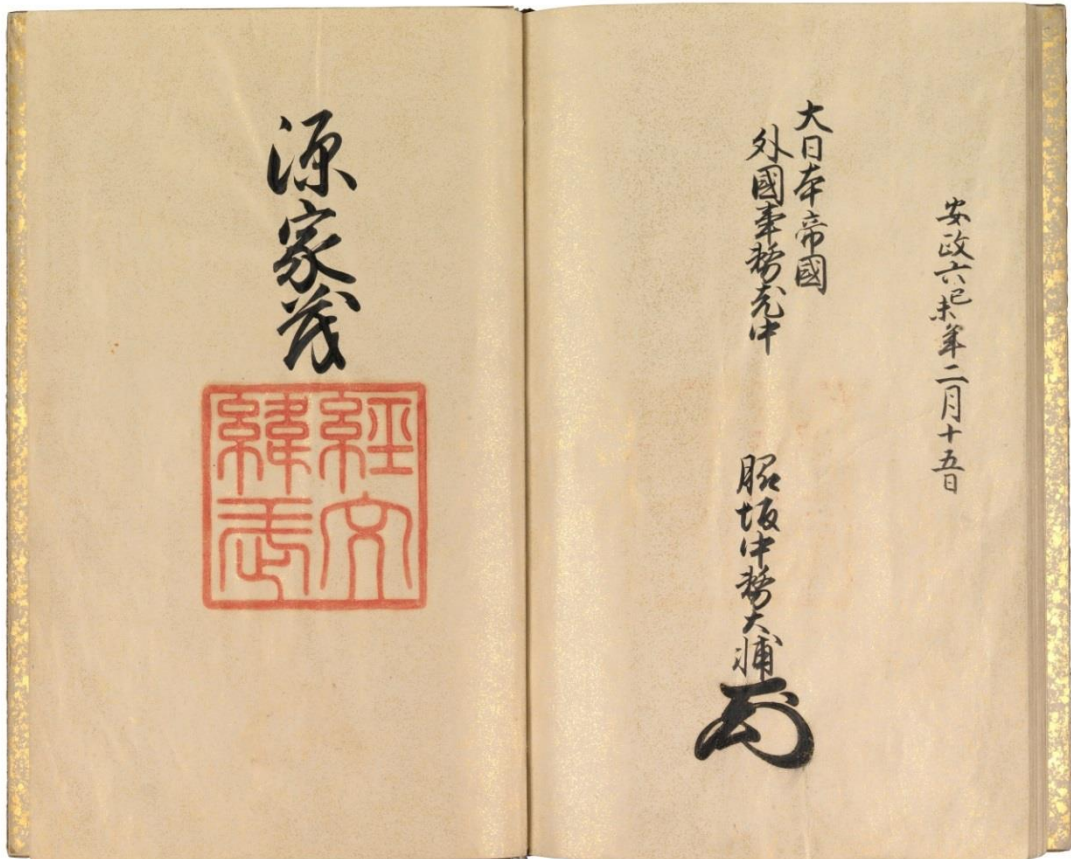 安政六己未年二月十五日
大日本帝國
外國事務老中
脇坂中務大輔
源家茂
經文
緯武